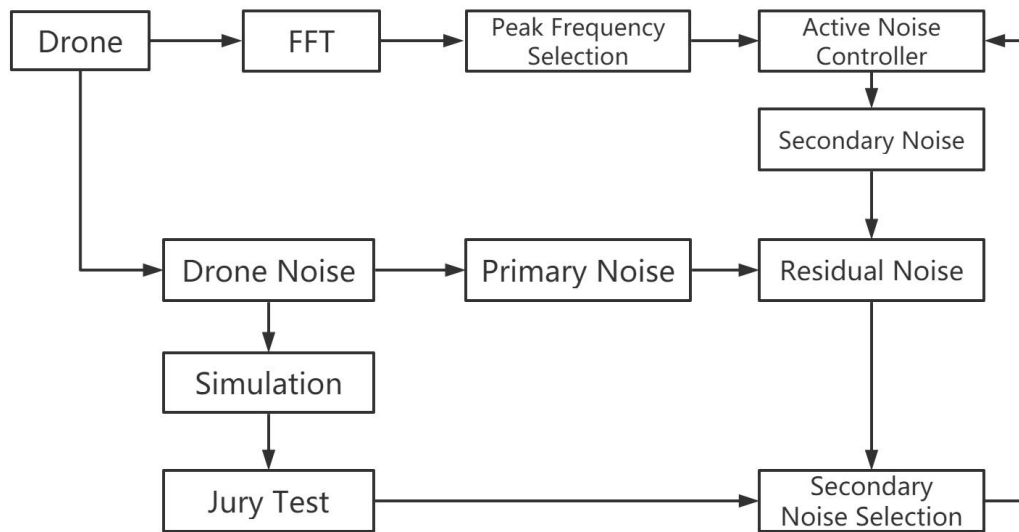 Drone
FFT
Peak Frequency
Selection
Active Noise
Controller
Secondary Noise
Drone Noise
Primary Noise
Residual Noise
Simulation
Jury Test
Secondary
Noise Selection